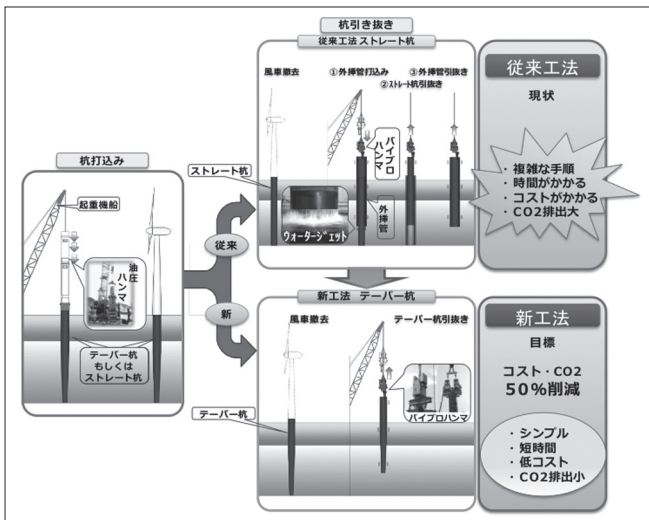 杭打込み
起重機船
油圧
ハンマ
テーパー杭
もしくは
ストレート杭
従来
新
杭引き抜き
従来工法 ストレート杭
風車撤去
①外挿管打込み
②ストレート杭引抜き
③外挿管引抜き
バイブロ
ハンマ
ストレート杭
外挿管
ウォータージェット
従来工法
現状
・複雑な手順
・時間がかかる
・コストがかかる
・CO2排出大
新工法 テーパー杭
風車撤去
テーパー杭引抜き
テーパー杭
バイブロハンマ
新工法
目標
コスト・CO2
50%削減
・シンプル
・短時間
・低コスト
・CO2排出小